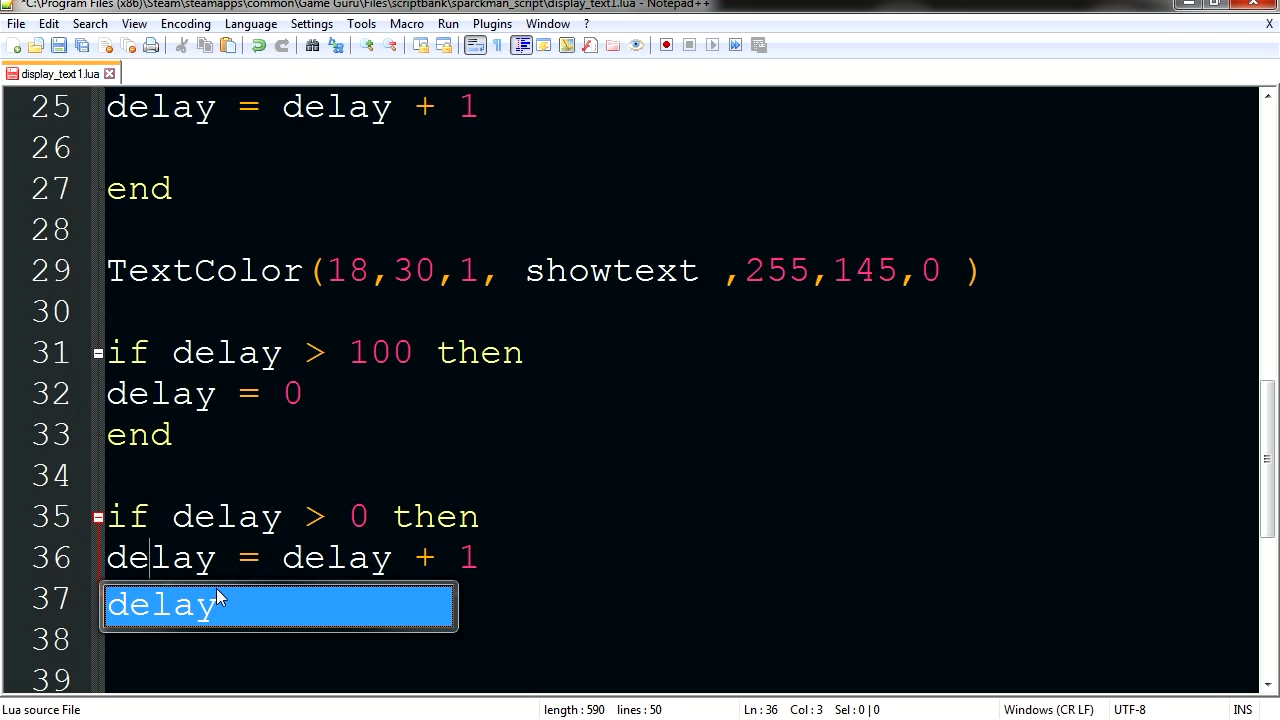 *C:\Program Files (x86)\Steam\steamapps\common\Game Guru\Files\scriptbank\sparckman_script\display_text1.lua - Notepad++
File Edit Search View Encoding Language Settings Tools Macro Run Plugins Window ? X
display_text1.lua
25 delay = delay + 1
26
27 end
28
29 TextColor(18,30,1, showtext ,255,145,0 )
30
31 if delay > 100 then
32 delay = 0
33 end
34
35 if delay > 0 then
36 delay = delay + 1
37 delay
38
39
Lua source File length : 590 lines : 50 Ln : 36 Col : 3 Sel : 0 | 0 Windows (CR LF) UTF-8 INS